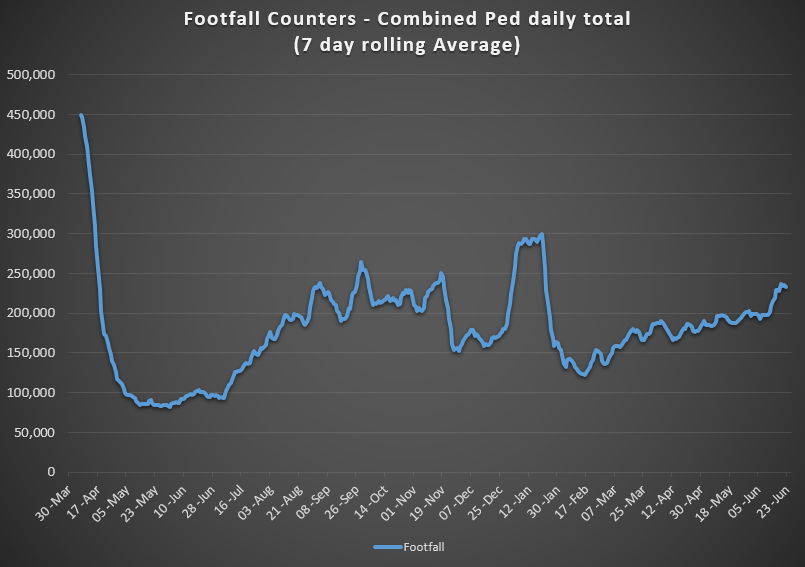 Footfall Counters - Combined Ped daily total
(7 day rolling Average)
500,000
450,000
400,000
350,000
300,000
250,000
200,000
150,000
100,000
50,000
0
30-Mar
17-Apr
05-May
23-May
10-Jun
28-Jun
16-Jul
03-Aug
21-Aug
08-Sep
26-Sep
14-Oct
01-Nov
19-Nov
07-Dec
25-Dec
12-Jan
30-Jan
17-Feb
07-Mar
25-Mar
12-Apr
30-Apr
18-May
05-Jun
23-Jun
Footfall